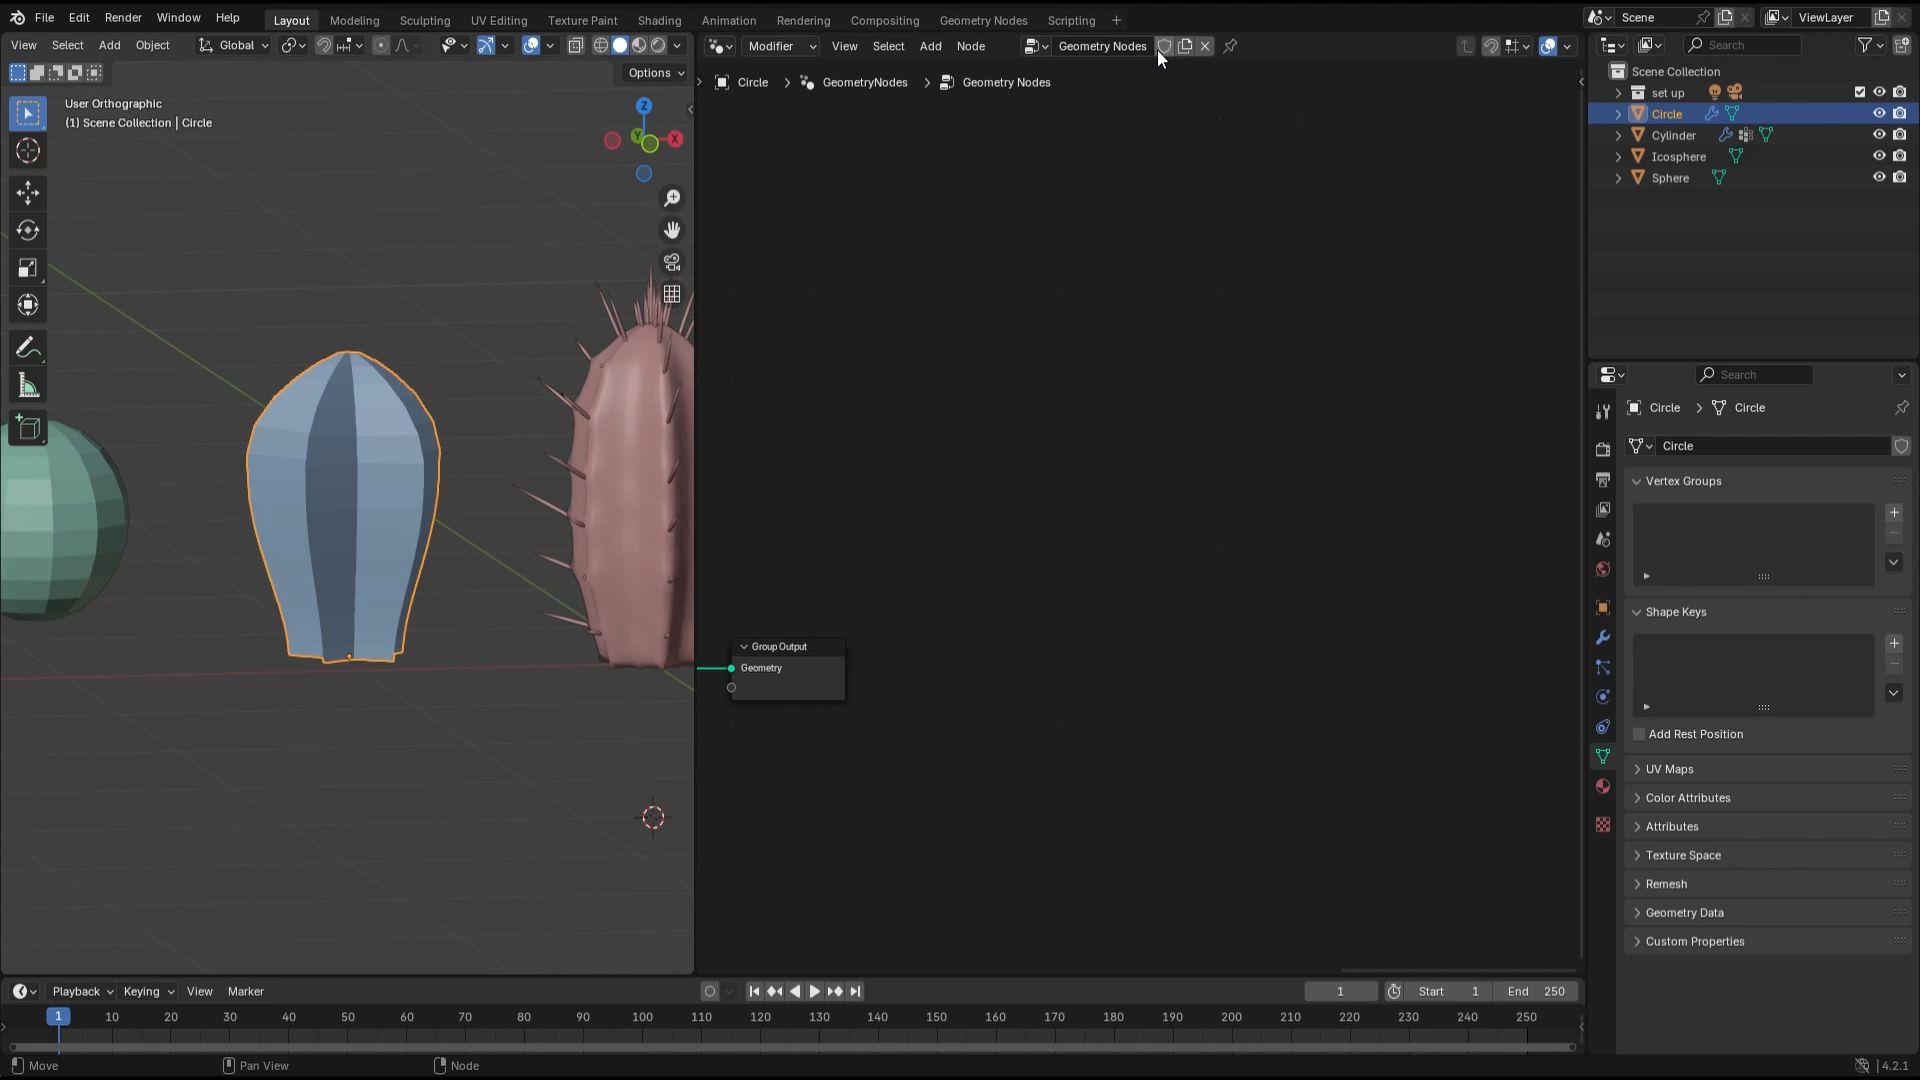 File Edit Render Window Help Layout Modeling Sculpting UV Editing Texture Paint Shading Animation Rendering Compositing Geometry Nodes Scripting + Scene ViewLayer
View Select Add Object Global Modifier View Select Add Node Geometry Nodes Search
Options
Circle > GeometryNodes > Geometry Nodes
User Orthographic
(1) Scene Collection | Circle
Z
Y
X
Group Output
Geometry
Scene Collection
set up
Circle
Cylinder
Icosphere
Sphere
Search
Circle > Circle
Circle
Vertex Groups
Shape Keys
Add Rest Position
UV Maps
Color Attributes
Attributes
Texture Space
Remesh
Geometry Data
Custom Properties
Playback Keying View Marker 1 Start 1 End 250
1 10 20 30 40 50 60 70 80 90 100 110 120 130 140 150 160 170 180 190 200 210 220 230 240 250
Move Pan View Node 4.2.1